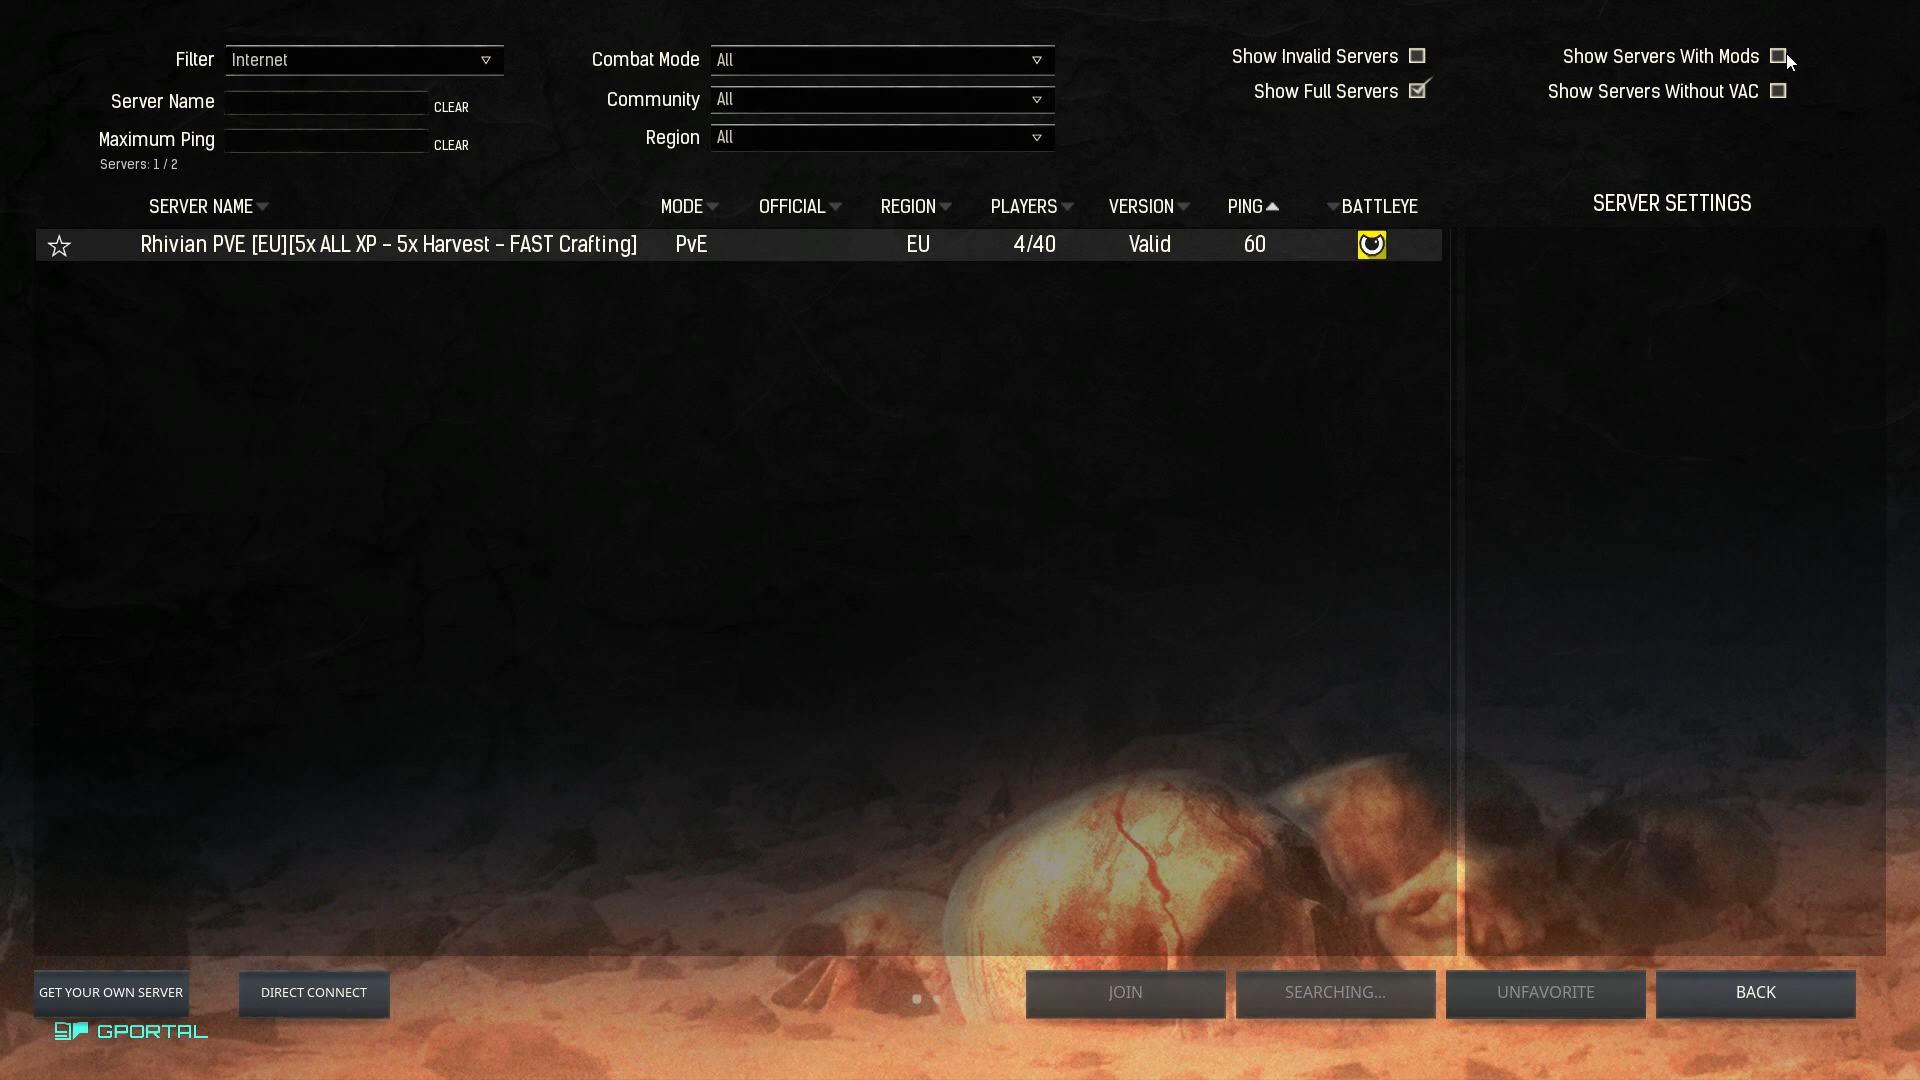 Filter Internet
Combat Mode All
Show Invalid Servers
Show Servers With Mods
Server Name CLEAR
Community All
Show Full Servers
Show Servers Without VAC
Maximum Ping CLEAR
Region All
Servers: 1 / 2
SERVER NAME MODE OFFICIAL REGION PLAYERS VERSION PING BATTLEYE
SERVER SETTINGS
Rhivian PVE [EU][5x ALL XP - 5x Harvest - FAST Crafting] PvE EU 4/40 Valid 60
GET YOUR OWN SERVER
DIRECT CONNECT
JOIN
SEARCHING...
UNFAVORITE
BACK
GPORTAL